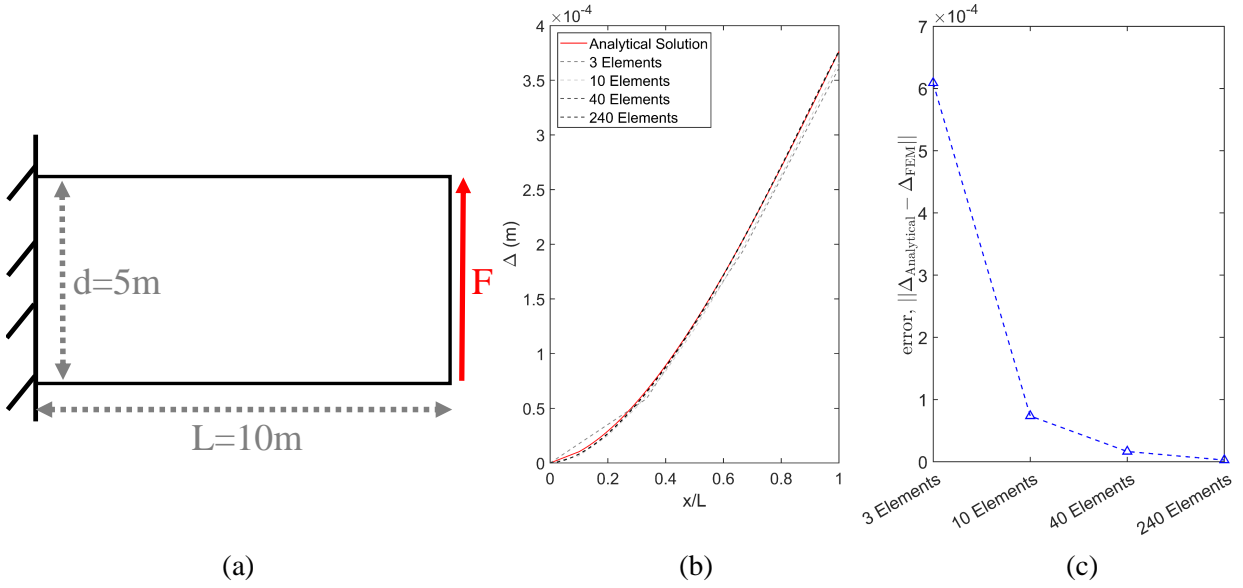 d=5m
F
L=10m
(a)
×10⁻⁴
4
3.5
3
2.5
2
1.5
1
0.5
0
Δ (m)
Analytical Solution
3 Elements
10 Elements
40 Elements
240 Elements
0 0.2 0.4 0.6 0.8 1
x/L
(b)
×10⁻⁴
7
6
5
4
3
2
1
0
error, ||Δ_Analytical − Δ_FEM||
3 Elements
10 Elements
40 Elements
240 Elements
(c)